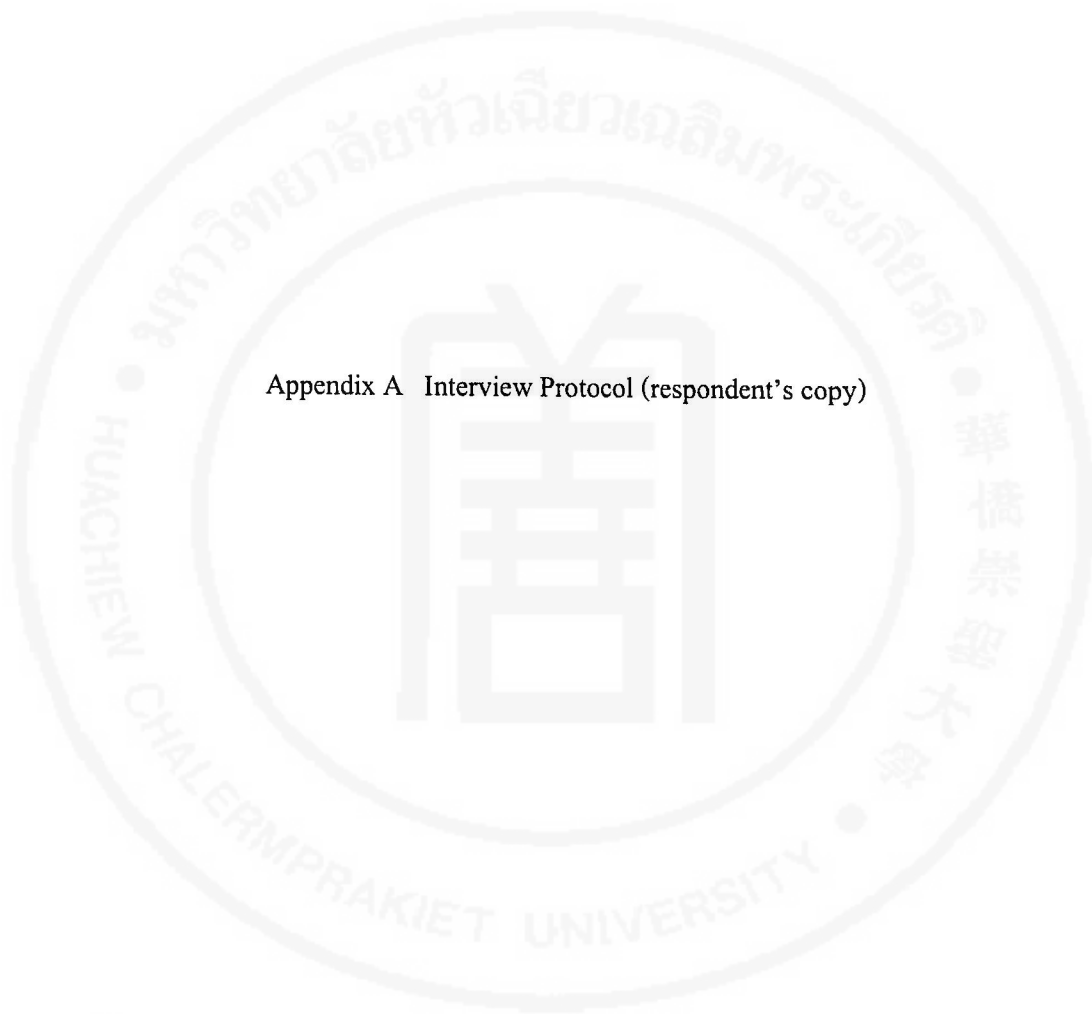 มหาวิทยาลัยหัวเฉียวเฉลิมพระเกียรติ
Appendix A Interview Protocol (respondent's copy)
華僑崇聖大學
HUACHIEW CHALERMPRAKIET UNIVERSITY